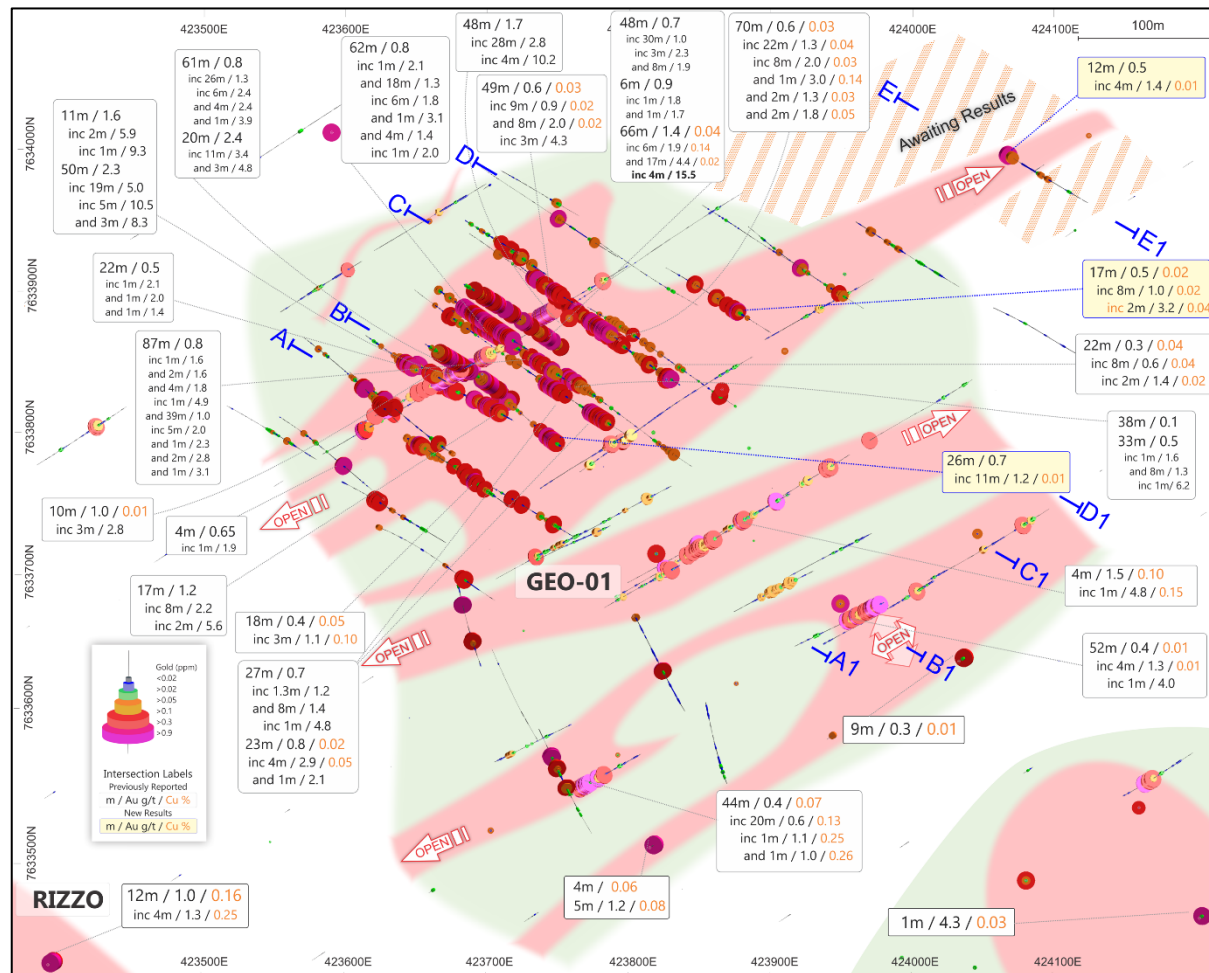 423500E
423600E
424000E
424100E
100m
61m / 0.8
inc 26m / 1.3
inc 6m / 2.4
and 4m / 2.4
and 1m / 3.9
20m / 2.4
inc 11m / 3.4
and 3m / 4.8
62m / 0.8
inc 1m / 2.1
and 18m / 1.3
inc 6m / 1.8
and 1m / 3.1
and 4m / 1.4
inc 1m / 2.0
48m / 1.7
inc 28m / 2.8
inc 4m / 10.2
49m / 0.6 / 0.03
inc 9m / 0.9 / 0.02
and 8m / 2.0 / 0.02
inc 3m / 4.3
48m / 0.7
inc 30m / 1.0
inc 3m / 2.3
and 8m / 1.9
6m / 0.9
inc 1m / 1.8
and 1m / 1.7
66m / 1.4 / 0.04
inc 6m / 1.9 / 0.14
and 17m / 4.4 / 0.02
inc 4m / 15.5
70m / 0.6 / 0.03
inc 22m / 1.3 / 0.04
inc 8m / 2.0 / 0.03
and 1m / 3.0 / 0.14
and 2m / 1.3 / 0.03
and 2m / 1.8 / 0.05
12m / 0.5
inc 4m / 1.4 / 0.01
E
Awaiting Results
11m / 1.6
inc 2m / 5.9
inc 1m / 9.3
50m / 2.3
inc 19m / 5.0
inc 5m / 10.5
and 3m / 8.3
7634000N
D
C
OPEN
E1
22m / 0.5
inc 1m / 2.1
and 1m / 2.0
and 1m / 1.4
7633900N
17m / 0.5 / 0.02
inc 8m / 1.0 / 0.02
inc 2m / 3.2 / 0.04
B
A
87m / 0.8
inc 1m / 1.6
and 2m / 1.6
and 4m / 1.8
inc 1m / 4.9
and 39m / 1.0
inc 5m / 2.0
and 1m / 2.3
and 2m / 2.8
and 1m / 3.1
22m / 0.3 / 0.04
inc 8m / 0.6 / 0.04
inc 2m / 1.4 / 0.02
7633800N
OPEN
38m / 0.1
33m / 0.5
inc 1m / 1.6
and 8m / 1.3
inc 1m/ 6.2
26m / 0.7
inc 11m / 1.2 / 0.01
10m / 1.0 / 0.01
inc 3m / 2.8
OPEN
4m / 0.65
inc 1m / 1.9
D1
7633700N
GEO-01
C1
4m / 1.5 / 0.10
inc 1m / 4.8 / 0.15
17m / 1.2
inc 8m / 2.2
inc 2m / 5.6
18m / 0.4 / 0.05
inc 3m / 1.1 / 0.10
OPEN
OPEN
A1
B1
52m / 0.4 / 0.01
inc 4m / 1.3 / 0.01
inc 1m / 4.0
27m / 0.7
inc 1.3m / 1.2
and 8m / 1.4
inc 1m / 4.8
23m / 0.8 / 0.02
inc 4m / 2.9 / 0.05
and 1m / 2.1
7633600N
9m / 0.3 / 0.01
Gold (ppm)
<0.02
>0.02
>0.05
>0.1
>0.3
>0.9
Intersection Labels
Previously Reported
m / Au g/t / Cu %
New Results
m / Au g/t / Cu %
44m / 0.4 / 0.07
inc 20m / 0.6 / 0.13
inc 1m / 1.1 / 0.25
and 1m / 1.0 / 0.26
OPEN
7633500N
RIZZO
12m / 1.0 / 0.16
inc 4m / 1.3 / 0.25
4m / 0.06
5m / 1.2 / 0.08
1m / 4.3 / 0.03
423500E
423600E
423700E
423800E
423900E
424000E
424100E